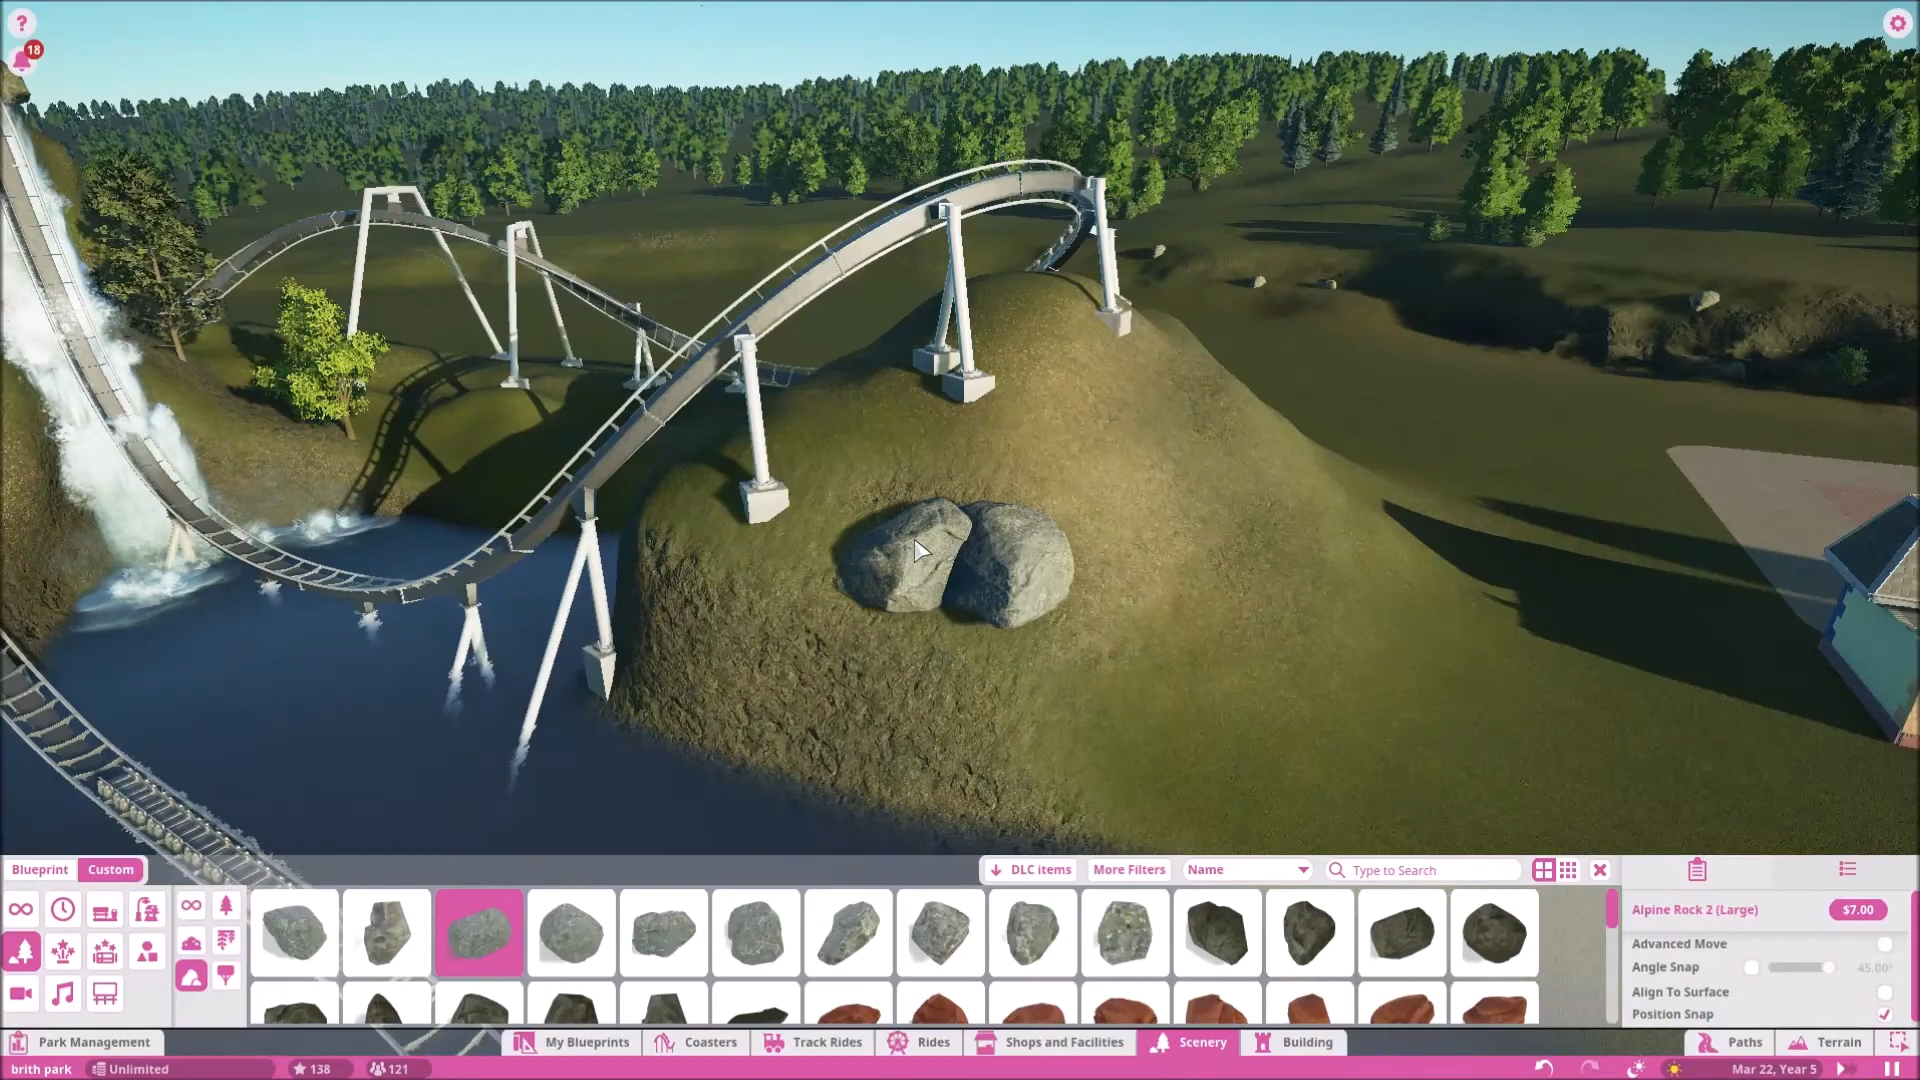 ?
18
Blueprint
Custom
DLC items
More Filters
Name
Type to Search
Alpine Rock 2 (Large)
$7.00
Advanced Move
Angle Snap
45.00°
Align To Surface
Position Snap
Park Management
My Blueprints
Coasters
Track Rides
Rides
Shops and Facilities
Scenery
Building
Paths
Terrain
brith park
Unlimited
138
121
Mar 22, Year 5